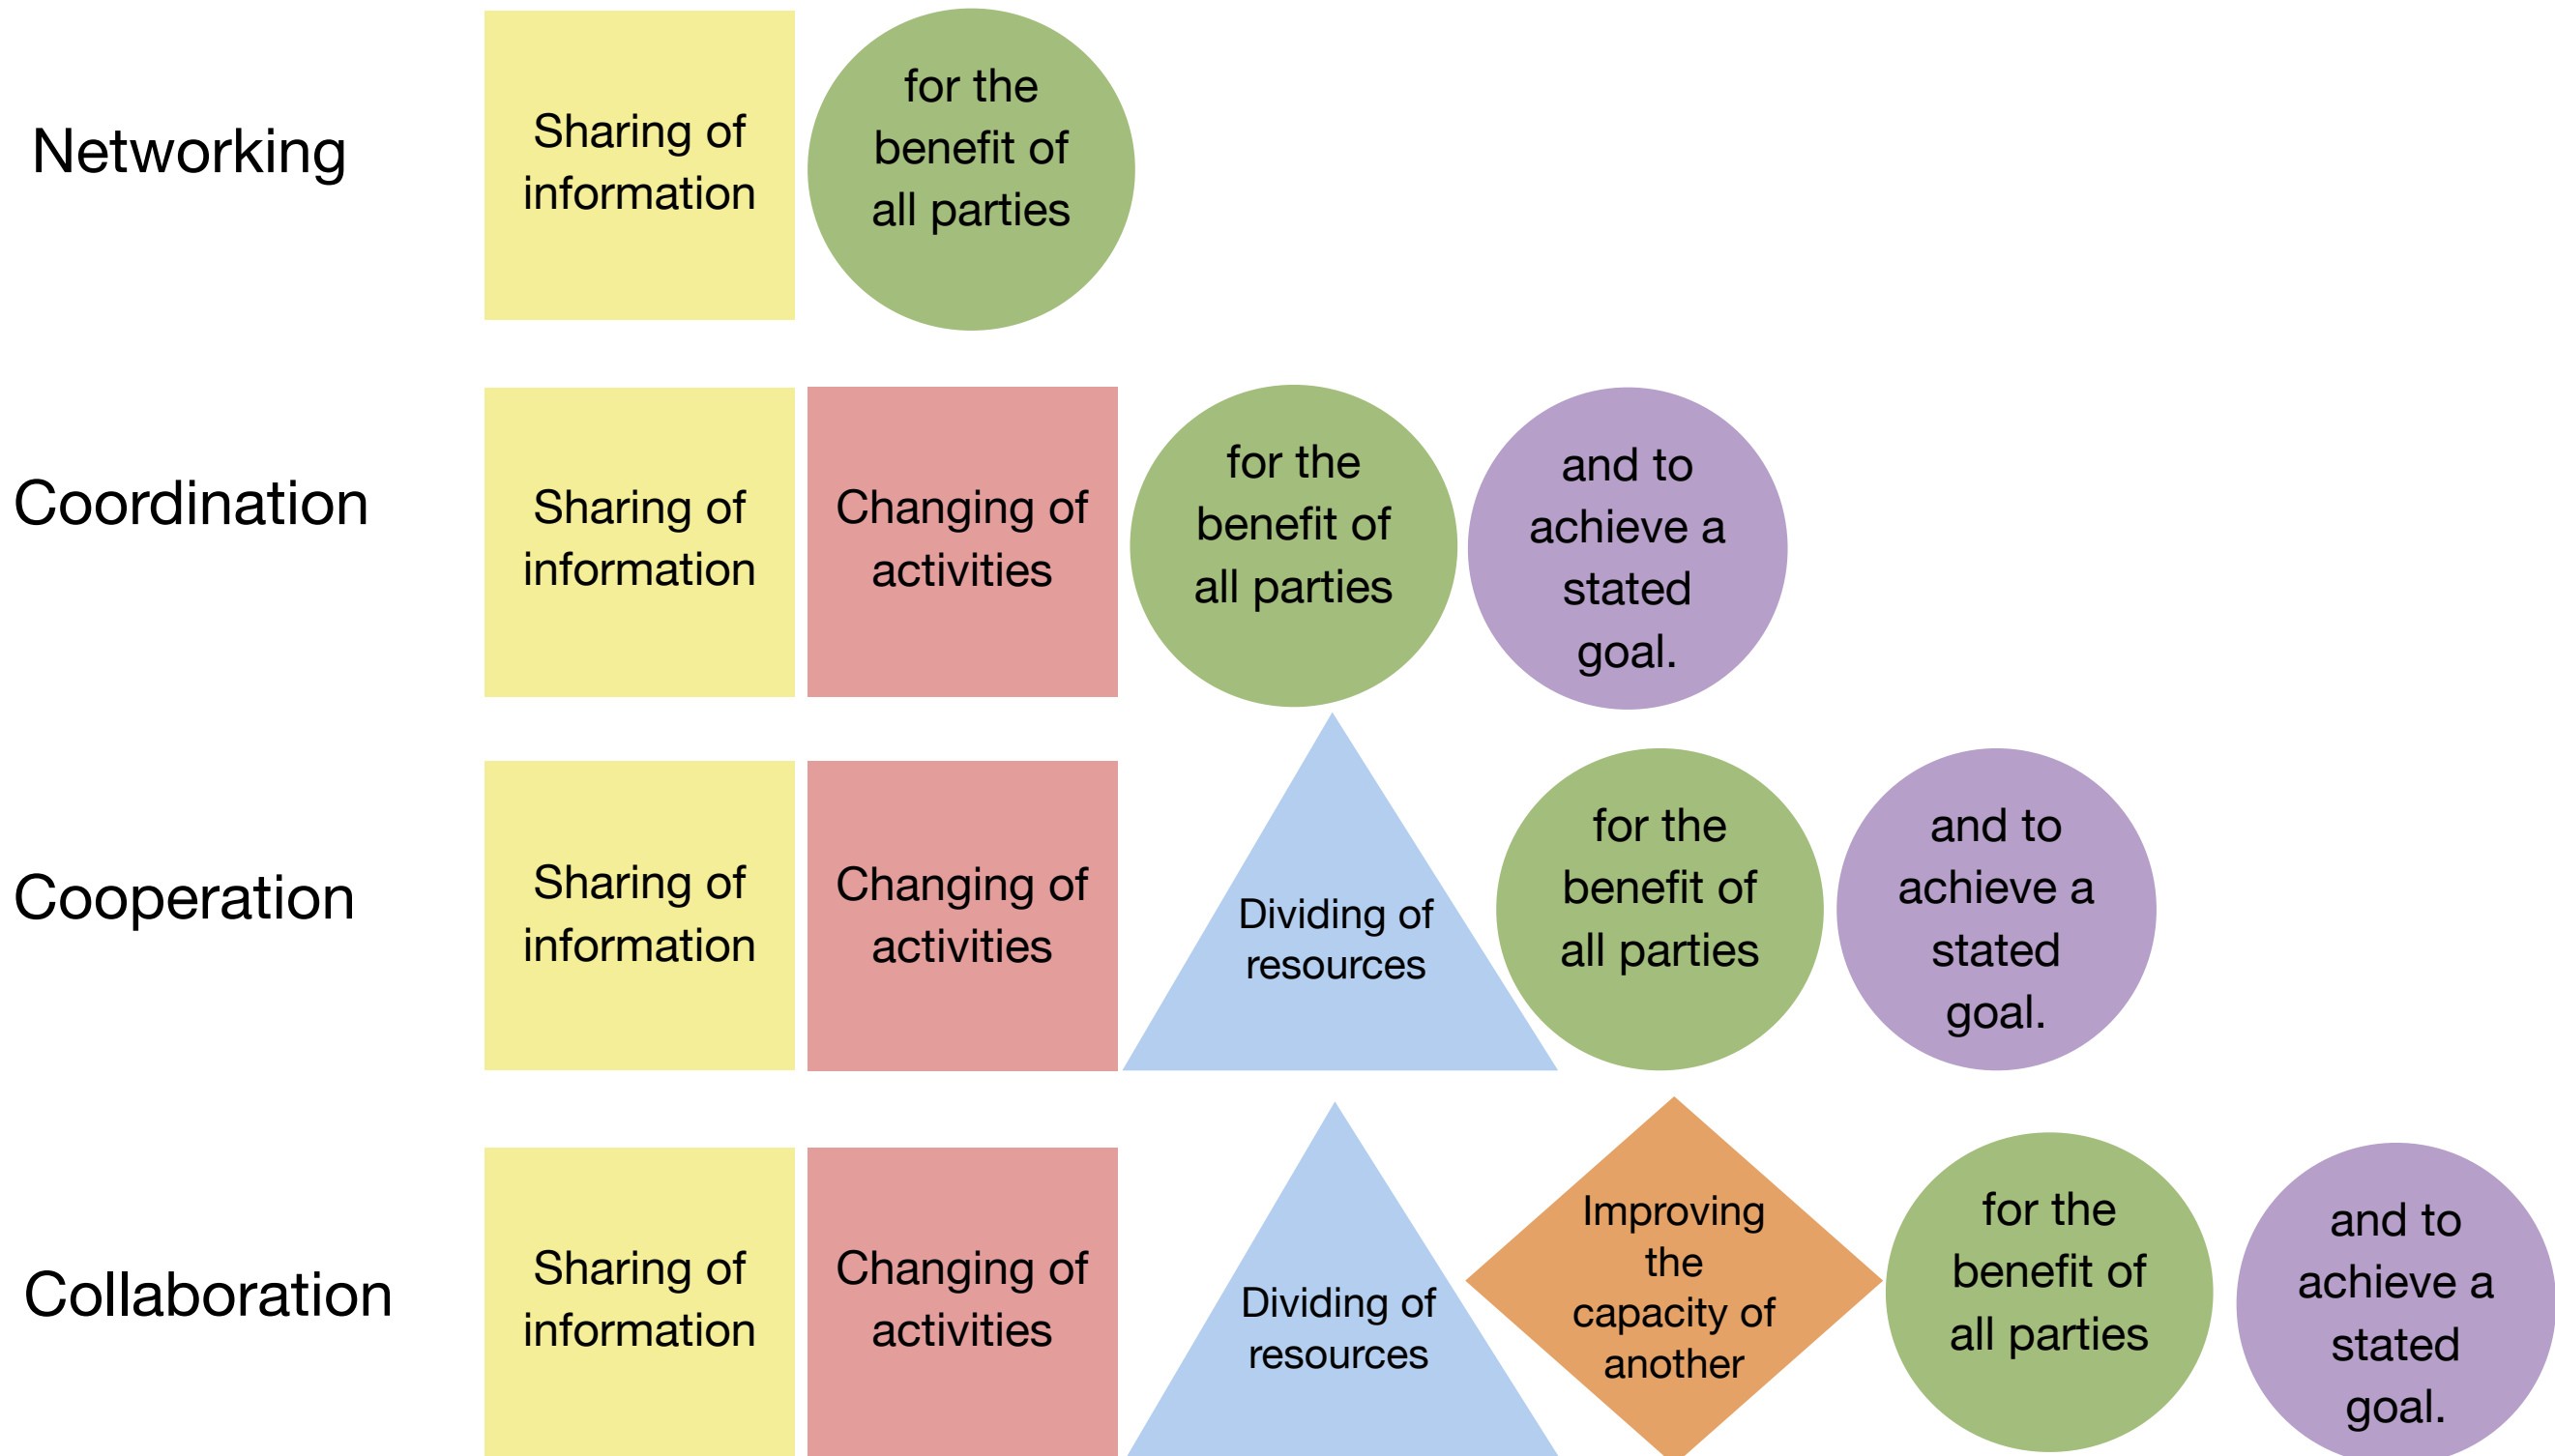 Networking
Sharing of
information
for the
benefit of
all parties
Coordination
Sharing of
information
Changing of
activities
for the
benefit of
all parties
and to
achieve a
stated
goal.
Cooperation
Sharing of
information
Changing of
activities
Dividing of
resources
for the
benefit of
all parties
and to
achieve a
stated
goal.
Collaboration
Sharing of
information
Changing of
activities
Dividing of
resources
Improving
the
capacity of
another
for the
benefit of
all parties
and to
achieve a
stated
goal.